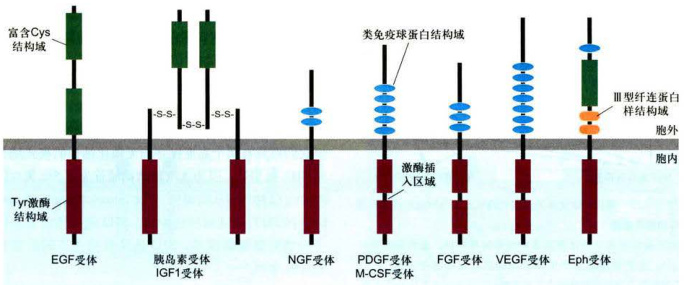 富含Cys
结构域
类免疫球蛋白结构域
Ⅲ型纤连蛋白
样结构域
-S-S-
-S-S-
-S-S-
胞外
胞内
Tyr激酶
结构域
激酶插
入区域
EGF受体
胰岛素受体
IGF1受体
NGF受体
PDGF受体
M-CSF受体
FGF受体
VEGF受体
Eph受体